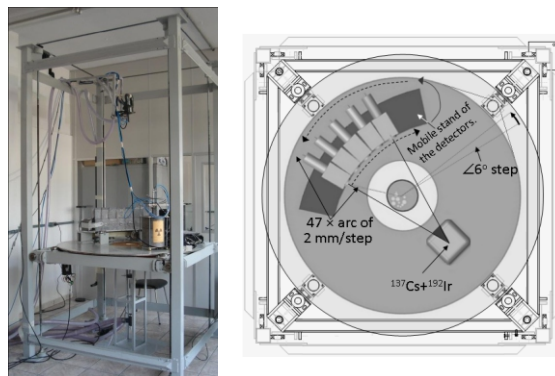 Mobile stand of
the detectors.
∠6° step
47 × arc of
2 mm/step
¹³⁷Cs+¹⁹²Ir